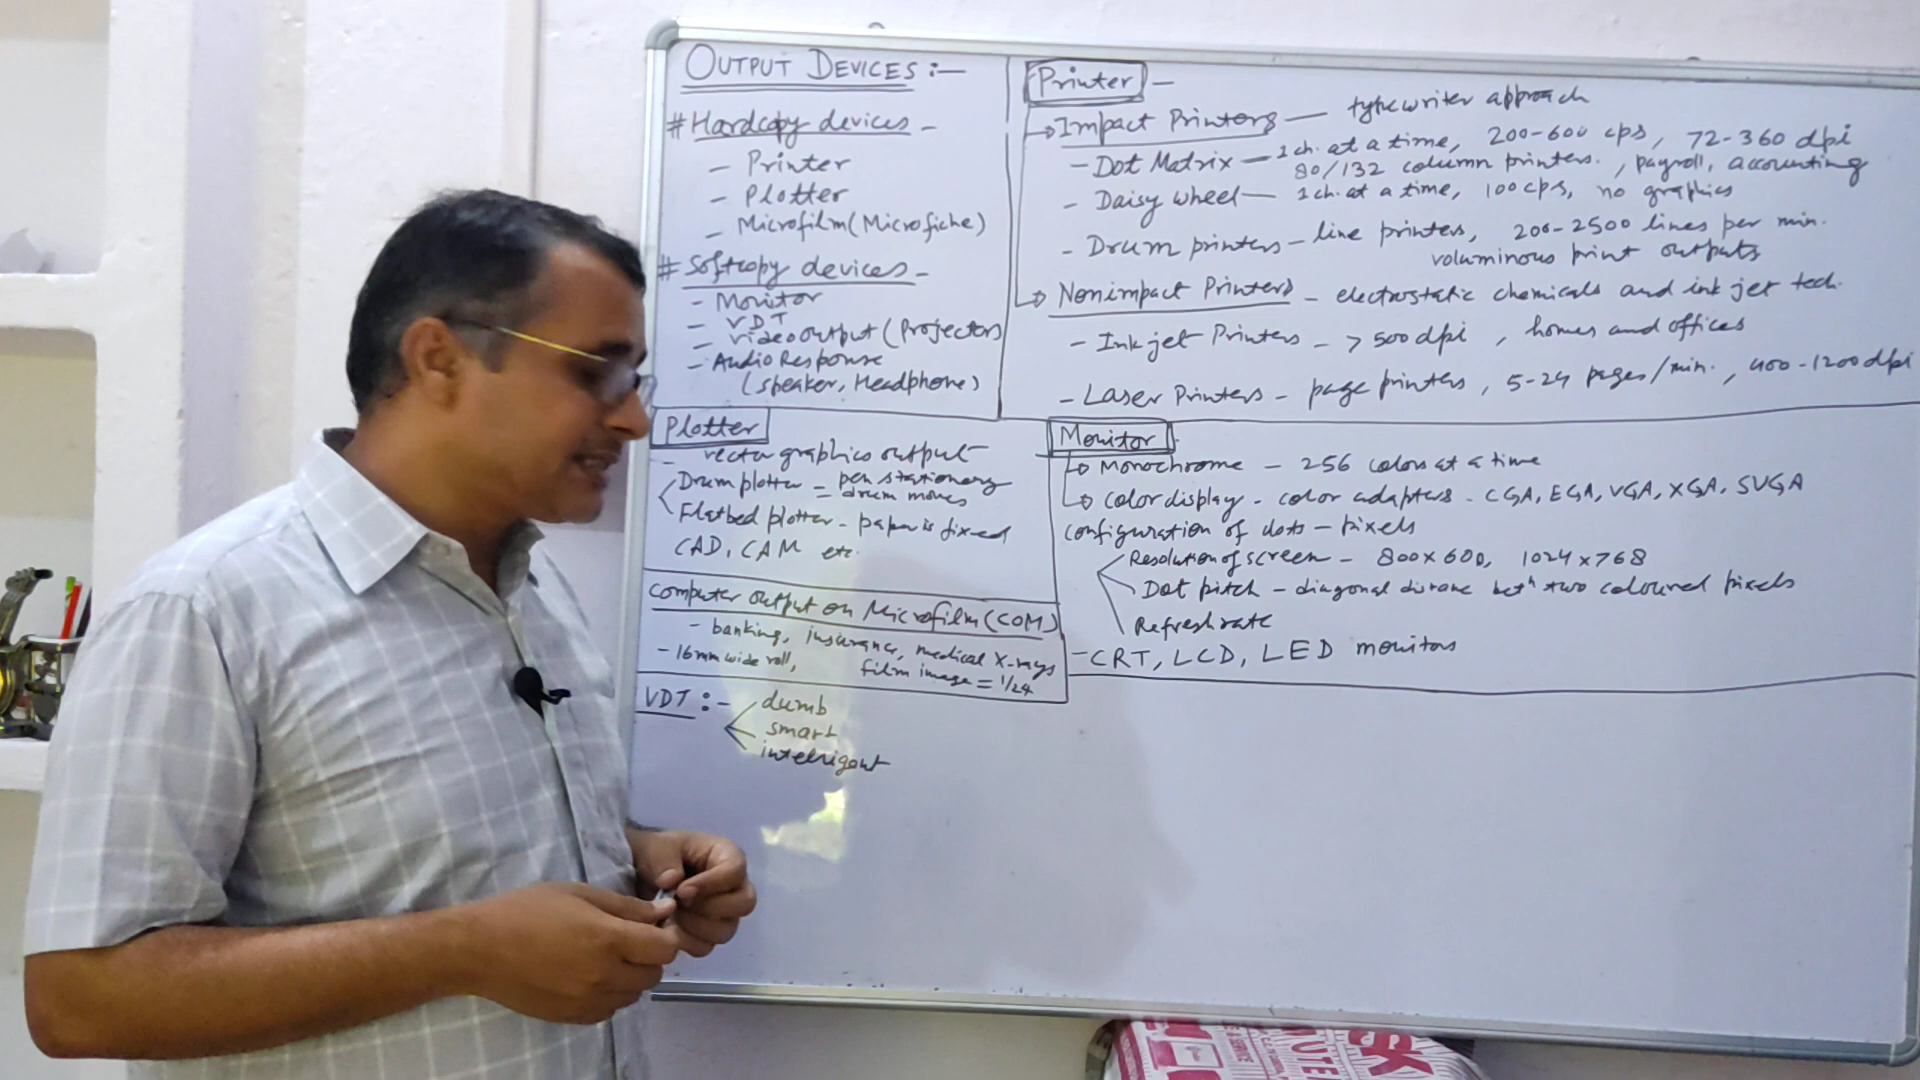 OUTPUT DEVICES :-
# Hardcopy devices -
- Printer
- Plotter
- Microfilm (Microfiche)
# Softcopy devices -
- Monitor
- VDT
- Video output (Projectors)
- Audio Response
(speaker, Headphone)
Printer -
Impact Printers - typewriter approach
- Dot Matrix - 1 ch. at a time, 200-600 cps, 72-360 dpi
80/132 column printers., payroll, accounting
- Daisy wheel - 1 ch. at a time, 100 cps, no graphics
- Drum printers - line printers, 200-2500 lines per min.
voluminous print outputs
Nonimpact Printers - electrostatic chemicals and ink jet tech.
- Inkjet Printers - > 500 dpi, homes and offices
- Laser Printers - page printers, 5-24 pages/min., 400-1200 dpi
Plotter
- vector graphics output
Drum plotter - pen stationery
- drum moves
Flatbed plotter - paper is fixed
CAD, CAM etc.
Computer output on Microfilm (COM)
- banking, insurance, medical X-rays
- 16mm wide roll, film image = 1/24
VDT :-
dumb
smart
intelligent
Monitor
Monochrome - 256 colors at a time
color display - color adapters - CGA, EGA, VGA, XGA, SVGA
configuration of dots - pixels
Resolution of screen - 800x600, 1024x768
Dot pitch - diagonal distance betn two coloured pixels
Refresh rate
- CRT, LCD, LED monitors